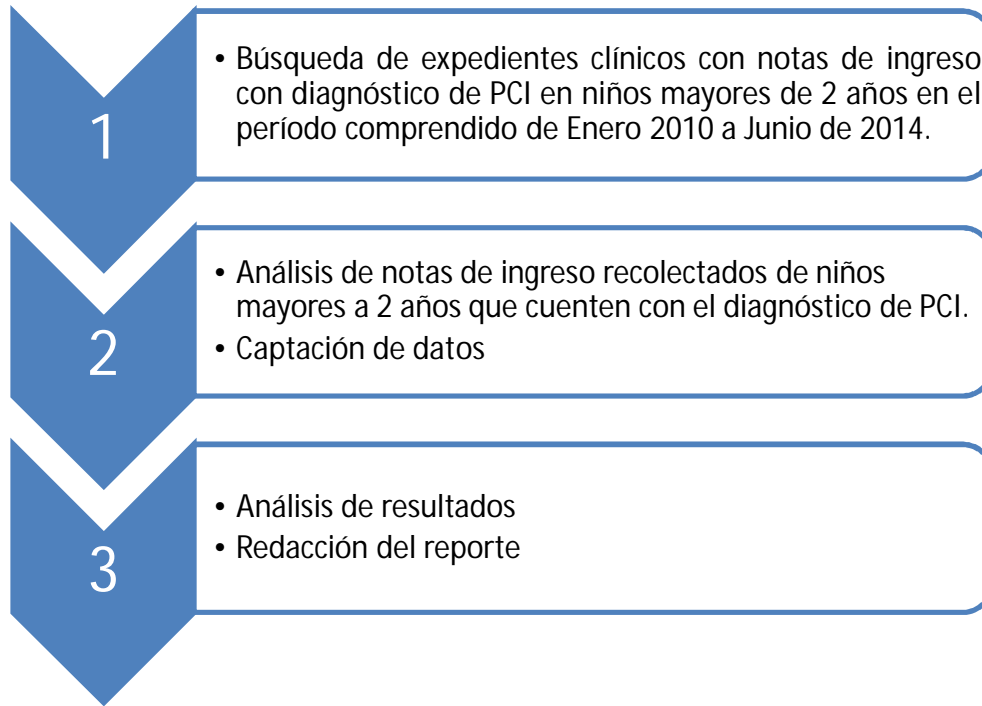 1
• Búsqueda de expedientes clínicos con notas de ingreso
con diagnóstico de PCI en niños mayores de 2 años en el
período comprendido de Enero 2010 a Junio de 2014.
2
• Análisis de notas de ingreso recolectados de niños
mayores a 2 años que cuenten con el diagnóstico de PCI.
• Captación de datos
3
• Análisis de resultados
• Redacción del reporte